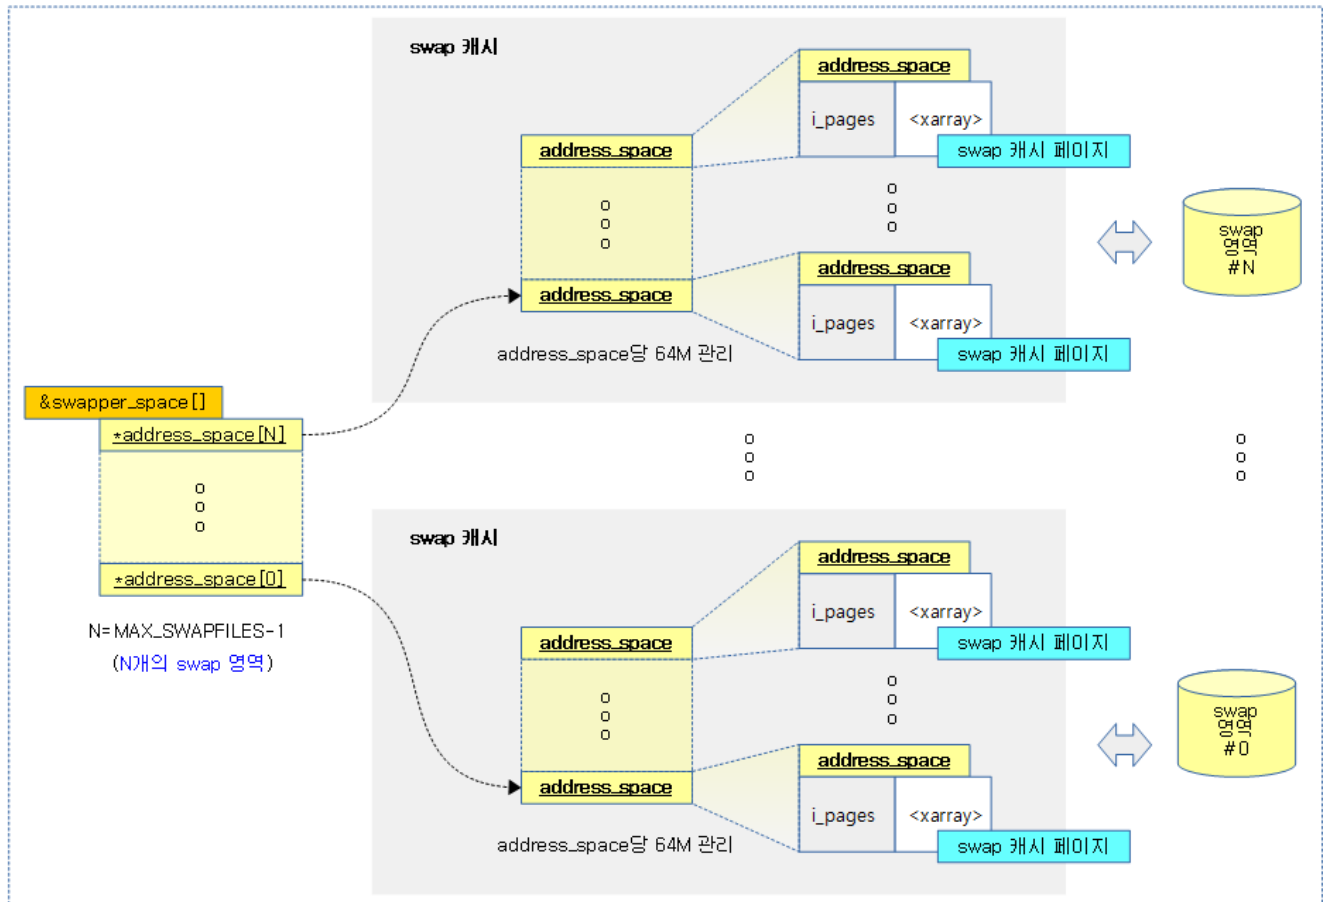 swap 캐시
address_space
i_pages
<xarray>
swap 캐시 페이지
address_space
swap
영역
#N
address_space
address_space
i_pages
<xarray>
swap 캐시 페이지
address_space당 64M 관리
&swapper_space[]
*address_space[N]
*address_space[0]
N=MAX_SWAPFILES-1
(N개의 swap 영역)
swap 캐시
address_space
i_pages
<xarray>
swap 캐시 페이지
address_space
swap
영역
#0
address_space
address_space
i_pages
<xarray>
swap 캐시 페이지
address_space당 64M 관리